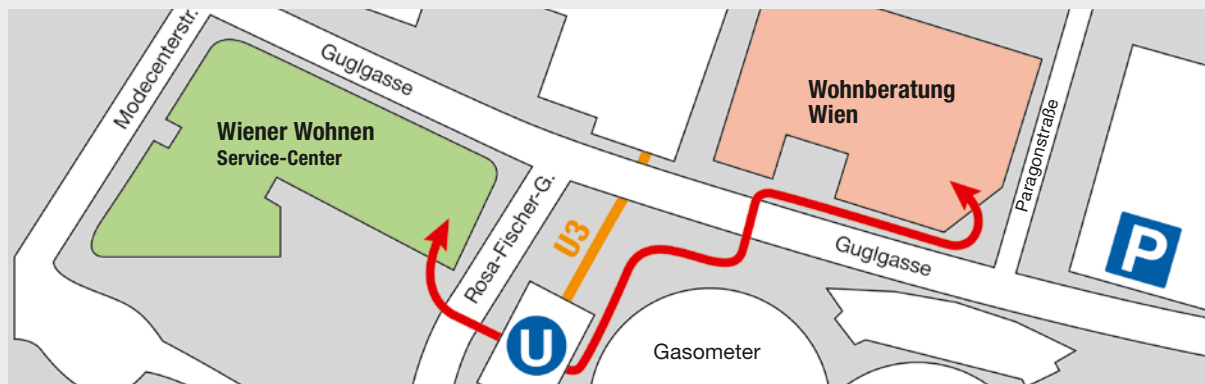 Modecenterstr.
Guglgasse
Wiener Wohnen
Service-Center
Wohnberatung
Wien
Paragonstraße
Rosa-Fischer-G.
U3
Guglgasse
P
U
Gasometer